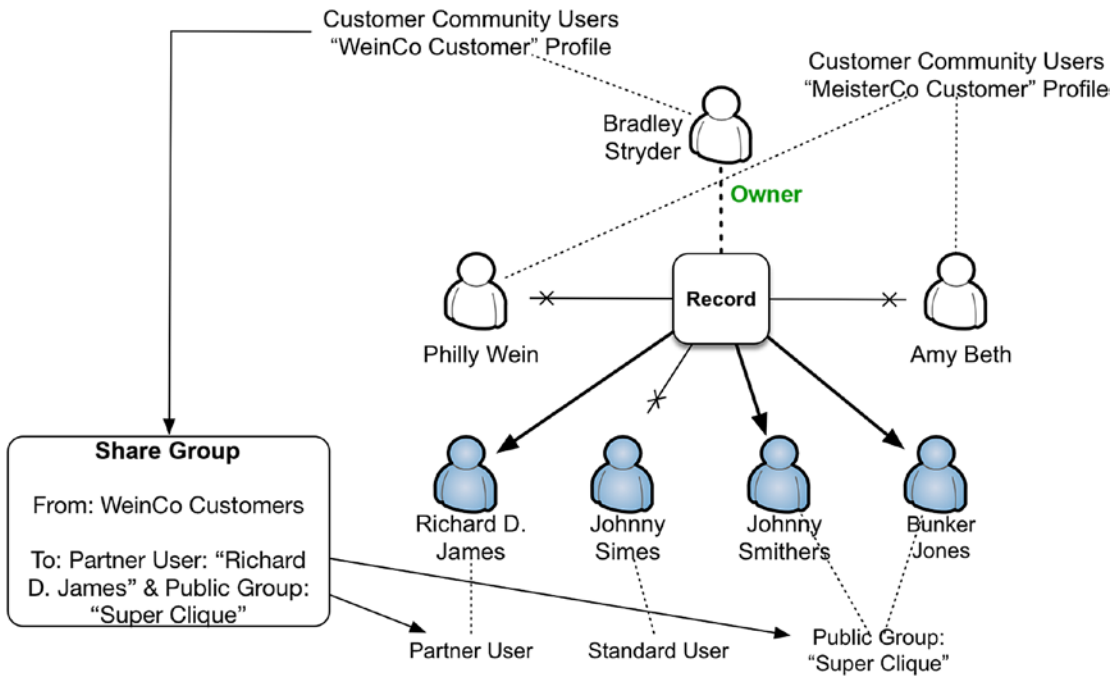 Customer Community Users
“WeinCo Customer” Profile
Customer Community Users
“MeisterCo Customer” Profile
Bradley
Stryder
Owner
Record
Philly Wein
Amy Beth
Share Group
From: WeinCo Customers
To: Partner User: “Richard
D. James” & Public Group:
“Super Clique”
Richard D.
James
Johnny
Simes
Johnny
Smithers
Bunker
Jones
Partner User
Standard User
Public Group:
“Super Clique”